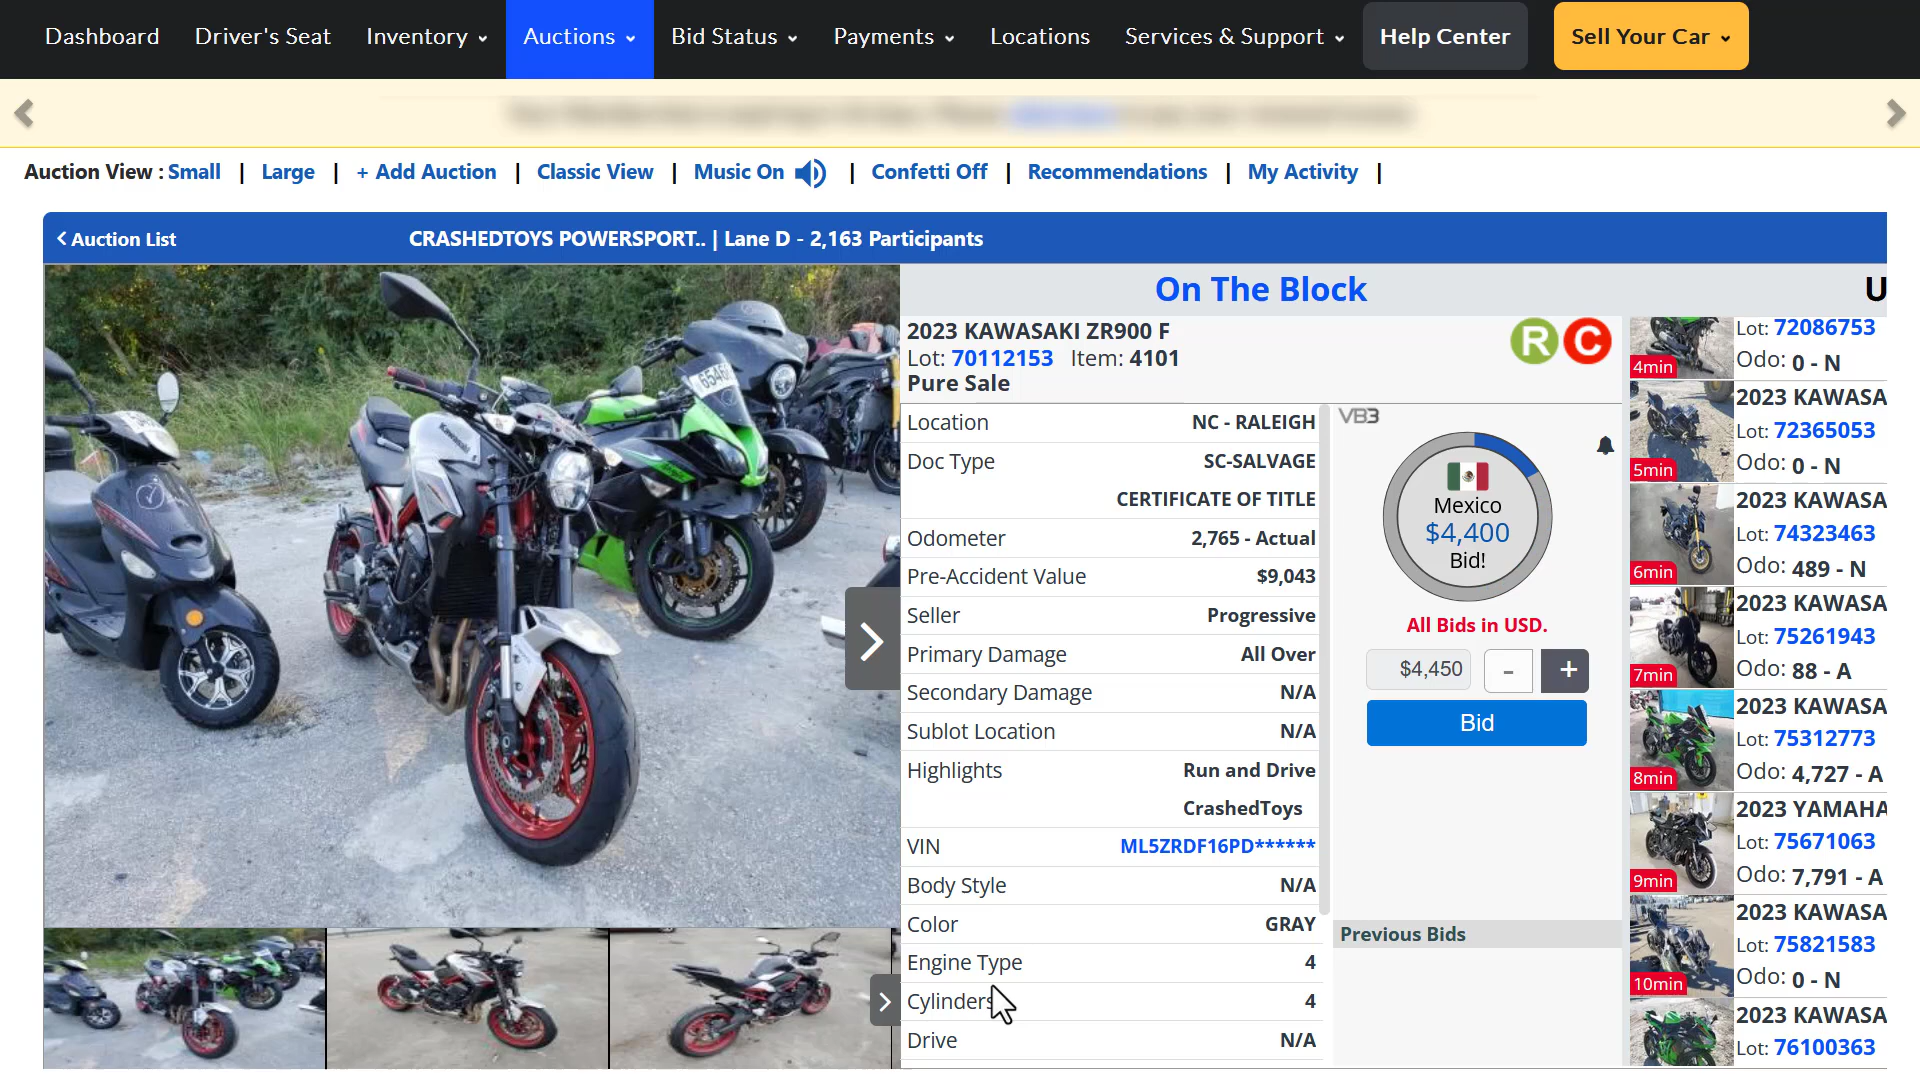 Dashboard Driver's Seat Inventory Auctions Bid Status Payments Locations Services & Support Help Center Sell Your Car
Auction View : Small | Large | + Add Auction | Classic View | Music On | Confetti Off | Recommendations | My Activity |
Auction List
CRASHEDTOYS POWERSPORT.. | Lane D - 2,163 Participants
On The Block
U
2023 KAWASAKI ZR900 F
Lot: 70112153 Item: 4101
Pure Sale
R C
Location NC - RALEIGH
Doc Type SC-SALVAGE
CERTIFICATE OF TITLE
Odometer 2,765 - Actual
Pre-Accident Value $9,043
Seller Progressive
Primary Damage All Over
Secondary Damage N/A
Sublot Location N/A
Highlights Run and Drive
CrashedToys
VIN ML5ZRDF16PD******
Body Style N/A
Color GRAY
Engine Type 4
Cylinders 4
Drive N/A
VB3
Mexico
$4,400
Bid!
All Bids in USD.
$4,450 - +
Bid
Previous Bids
Lot: 72086753
4min Odo: 0 - N
2023 KAWASA
Lot: 72365053
5min Odo: 0 - N
2023 KAWASA
Lot: 74323463
6min Odo: 489 - N
2023 KAWASA
Lot: 75261943
7min Odo: 88 - A
2023 KAWASA
Lot: 75312773
8min Odo: 4,727 - A
2023 YAMAHA
Lot: 75671063
9min Odo: 7,791 - A
2023 KAWASA
Lot: 75821583
10min Odo: 0 - N
2023 KAWASA
Lot: 76100363
Kawasaki